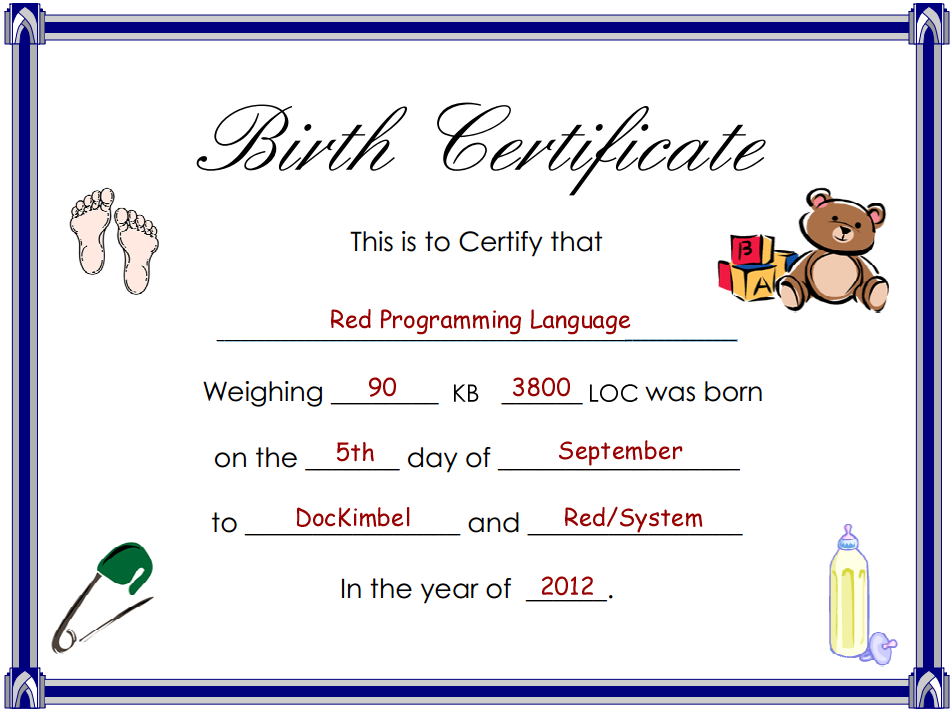 Birth Certificate
This is to Certify that
Red Programming Language
Weighing 90 KB 3800 LOC was born
on the 5th day of September
to DocKimbel and Red/System
In the year of 2012.
B
A